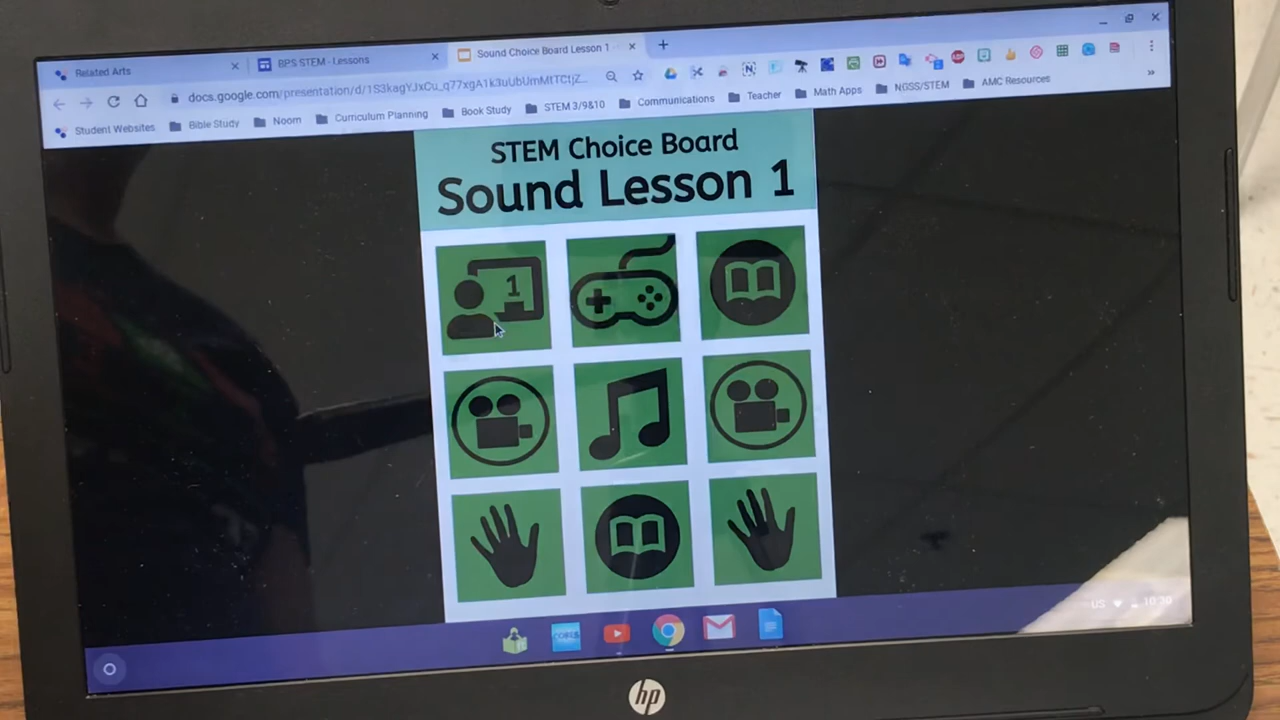 Related Arts
BPS STEM - Lessons
Sound Choice Board Lesson 1
docs.google.com/presentation/d/
Student Websites
Bible Study
Noom
Curriculum Planning
Book Study
STEM 3/9&10
Communications
Teacher
Math Apps
NGSS/STEM
AMC Resources
»
STEM Choice Board
Sound Lesson 1
1
US
hp